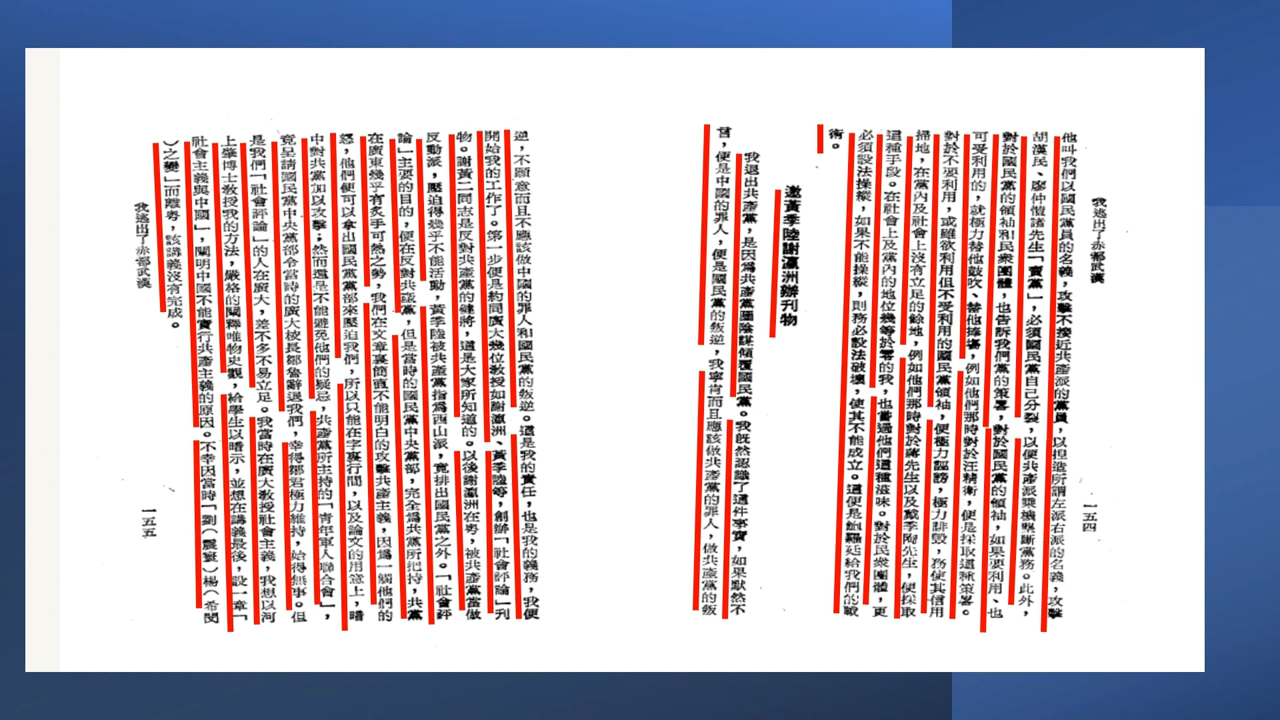 我逃出了赤都武漢
一五四
他叫我們以國民黨員的名義，攻擊不接近共產派的黨員，以捏造所謂左派右派的名義，攻擊
胡漢民、廖仲愷諸先生「賣黨」，必須國民黨自己分裂，以便共產派乘機壟斷黨務。此外，
對於國民黨的領袖和民衆團體，也告訴我們黨的策畧，對於國民黨的領袖，如果要利用、也
可受利用的，就極力替他鼓吹、替他捧場，例如他們那時對於汪精衛，便是採取這種策畧。
對於不要利用，或雖欲利用但不受利用的國民黨領袖，便極力誣謗，極力誹毀，務使其信用
掃地，在黨內及社會上沒有立足的餘地，例如他們那時對於蔣先生以及戴季陶先生，便採取
這種手段。在社會上及黨內的地位幾等於零的我，也嘗過他們這種滋味。對於民衆團體，更
必須設法操縱，如果不能操縱，則務必設法破壞，使其不能成立。這便是鮑羅廷給我們的戰
術。
邀黃季陸謝瀛洲辦刊物
我退出共產黨，是因爲共產黨圖陰謀傾覆國民黨。我既然認識了這件事實，如果默然不
言，便是中國的罪人，便是國民黨的叛逆，我寧肯而且應該做共產黨的罪人，做共產黨的叛
逆，不願意而且不應該做中國的罪人和國民黨的叛逆。這是我的責任，也是我的義務，我便
開始我的工作了。第一步便是約同廣大幾位教授如謝瀛洲、黃季陸等，創辦「社會評論」刊
物。謝黃二同志是反對共產黨的健將，這是大家所知道的。以後謝瀛洲在粵，被共產黨當做
反動派，壓迫得幾乎不能活動，黃季陸被共產黨指爲西山派，竟排出國民黨之外。「社會評
論」主要的目的，便在反對共產黨，但是當時的國民黨中央黨部，完全爲共黨所把持，共黨
在廣東幾乎有炙手可熱之勢，我們在文章裏簡直不能明白的攻擊共產主義，因爲一觸他們的
怒，他們便可以拿出國民黨黨部來壓迫我們，所以只能在字裏行間，以及論文的用意上，暗
中對共黨加以攻擊；然而還是不能避免他們的疑忌，共產黨所主持的「青年軍人聯合會」，
竟呈請國民黨中央黨部令當時的廣大校長鄒魯辭退我們，幸得鄒君極力維持，始得無事。但
是我們「社會評論」的人在廣大，差不多不易立足。我當時在廣大教授社會主義，我想以河
上肇博士教授我的方法，嚴格的闡釋唯物史觀，給學生以暗示，並想在講義最後，設一章「
社會主義與中國」，闡明中國不能實行共產主義的原因。不幸因當時「劉（震寰）楊（希閔
）之變」而離粵，該講義沒有完成。
我逃出了赤都武漢
一五五